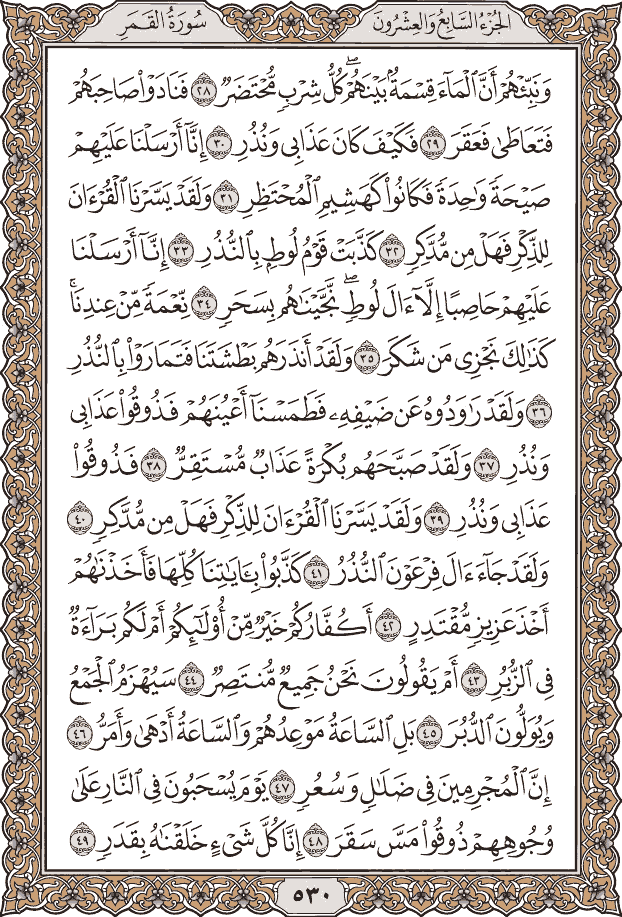 الجُزْءُ السَّابِعُ وَالعِشْرُونَ
سُورَةُ القَمَر
وَنَبِّئْهُمْ أَنَّ ٱلْمَآءَ قِسْمَةٌۢ بَيْنَهُمْۖ كُلُّ شِرْبٖ مُّحْتَضَرٞ ٢٨ فَنَادَوْاْ صَاحِبَهُمْ
فَتَعَاطَىٰ فَعَقَرَ ٢٩ فَكَيْفَ كَانَ عَذَابِي وَنُذُرِ ٣٠ إِنَّآ أَرْسَلْنَا عَلَيْهِمْ
صَيْحَةٗ وَٰحِدَةٗ فَكَانُواْ كَهَشِيمِ ٱلْمُحْتَظِرِ ٣١ وَلَقَدْ يَسَّرْنَا ٱلْقُرْءَانَ
لِلذِّكْرِ فَهَلْ مِن مُّدَّكِرٖ ٣٢ كَذَّبَتْ قَوْمُ لُوطِۭ بِٱلنُّذُرِ ٣٣ إِنَّآ أَرْسَلْنَا
عَلَيْهِمْ حَاصِبًا إِلَّآ ءَالَ لُوطٖۖ نَّجَّيْنَٰهُم بِسَحَرٖ ٣٤ نِّعْمَةٗ مِّنْ عِندِنَاۚ
كَذَٰلِكَ نَجْزِي مَن شَكَرَ ٣٥ وَلَقَدْ أَنذَرَهُم بَطْشَتَنَا فَتَمَارَوْاْ بِٱلنُّذُرِ
٣٦ وَلَقَدْ رَٰوَدُوهُ عَن ضَيْفِهِۦ فَطَمَسْنَآ أَعْيُنَهُمْ فَذُوقُواْ عَذَابِي
وَنُذُرِ ٣٧ وَلَقَدْ صَبَّحَهُم بُكْرَةً عَذَابٞ مُّسْتَقِرّٞ ٣٨ فَذُوقُواْ
عَذَابِي وَنُذُرِ ٣٩ وَلَقَدْ يَسَّرْنَا ٱلْقُرْءَانَ لِلذِّكْرِ فَهَلْ مِن مُّدَّكِرٖ ٤٠
وَلَقَدْ جَآءَ ءَالَ فِرْعَوْنَ ٱلنُّذُرُ ٤١ كَذَّبُواْ بِـَٔايَٰتِنَا كُلِّهَا فَأَخَذْنَٰهُمْ
أَخْذَ عَزِيزٖ مُّقْتَدِرٍ ٤٢ أَكُفَّارُكُمْ خَيْرٞ مِّنْ أُوْلَٰٓئِكُمْ أَمْ لَكُم بَرَآءَةٞ
فِي ٱلزُّبُرِ ٤٣ أَمْ يَقُولُونَ نَحْنُ جَمِيعٞ مُّنتَصِرٞ ٤٤ سَيُهْزَمُ ٱلْجَمْعُ
وَيُوَلُّونَ ٱلدُّبُرَ ٤٥ بَلِ ٱلسَّاعَةُ مَوْعِدُهُمْ وَٱلسَّاعَةُ أَدْهَىٰ وَأَمَرُّ ٤٦
إِنَّ ٱلْمُجْرِمِينَ فِي ضَلَٰلٖ وَسُعُرٖ ٤٧ يَوْمَ يُسْحَبُونَ فِي ٱلنَّارِ عَلَىٰ
وُجُوهِهِمْ ذُوقُواْ مَسَّ سَقَرَ ٤٨ إِنَّا كُلَّ شَيْءٍ خَلَقْنَٰهُ بِقَدَرٖ ٤٩
٥٣٠